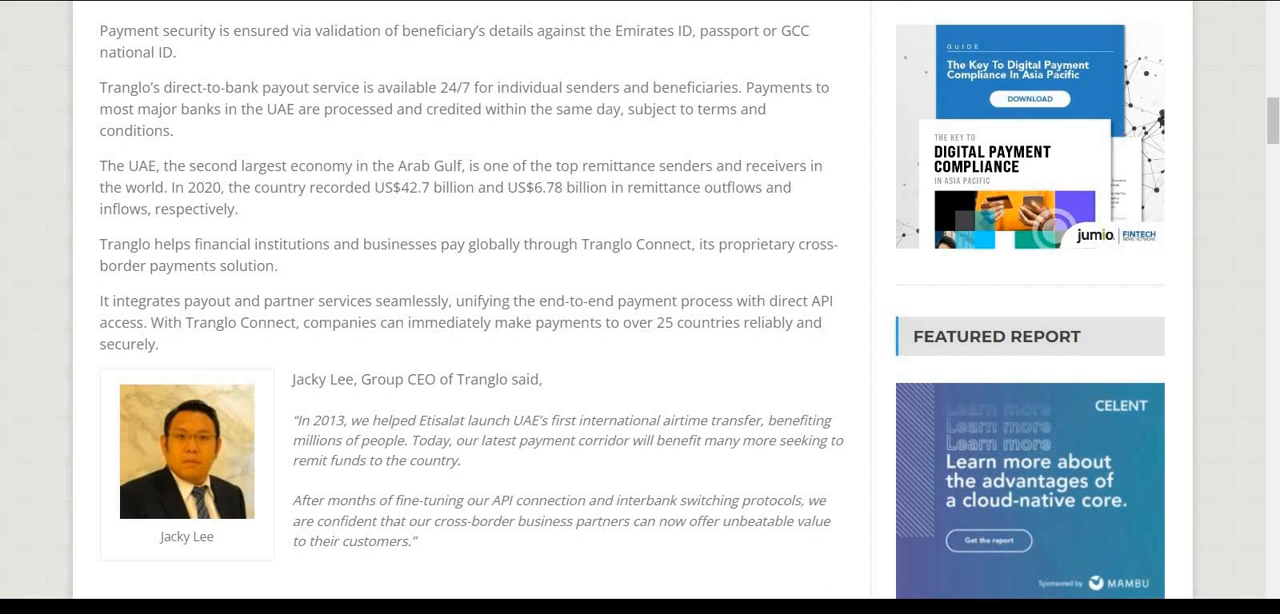 Payment security is ensured via validation of beneficiary’s details against the Emirates ID, passport or GCC
national ID.
Tranglo’s direct-to-bank payout service is available 24/7 for individual senders and beneficiaries. Payments to
most major banks in the UAE are processed and credited within the same day, subject to terms and
conditions.
The UAE, the second largest economy in the Arab Gulf, is one of the top remittance senders and receivers in
the world. In 2020, the country recorded US$42.7 billion and US$6.78 billion in remittance outflows and
inflows, respectively.
Tranglo helps financial institutions and businesses pay globally through Tranglo Connect, its proprietary cross-
border payments solution.
It integrates payout and partner services seamlessly, unifying the end-to-end payment process with direct API
access. With Tranglo Connect, companies can immediately make payments to over 25 countries reliably and
securely.
Jacky Lee
Jacky Lee, Group CEO of Tranglo said,
“In 2013, we helped Etisalat launch UAE’s first international airtime transfer, benefiting
millions of people. Today, our latest payment corridor will benefit many more seeking to
remit funds to the country.
After months of fine-tuning our API connection and interbank switching protocols, we
are confident that our cross-border business partners can now offer unbeatable value
to their customers.”
GUIDE
The Key To Digital Payment
Compliance In Asia Pacific
DOWNLOAD
THE KEY TO
DIGITAL PAYMENT
COMPLIANCE
IN ASIA PACIFIC
jumio
FINTECH
NEWS NETWORK
FEATURED REPORT
CELENT
Learn more
Learn more
Learn more
Learn more about
the advantages of
a cloud-native core.
Get the report
Sponsored by MAMBU